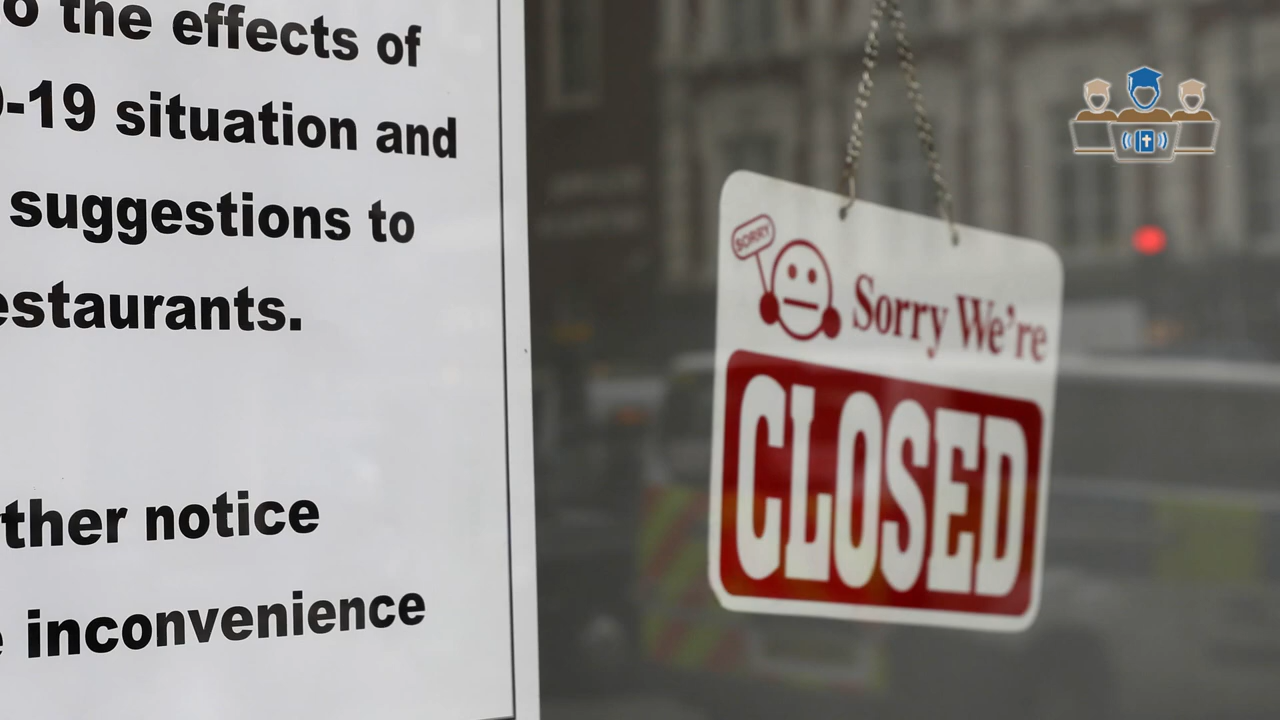 o the effects of
-19 situation and
suggestions to
estaurants.
ther notice
inconvenience
SORRY
Sorry We're
CLOSED